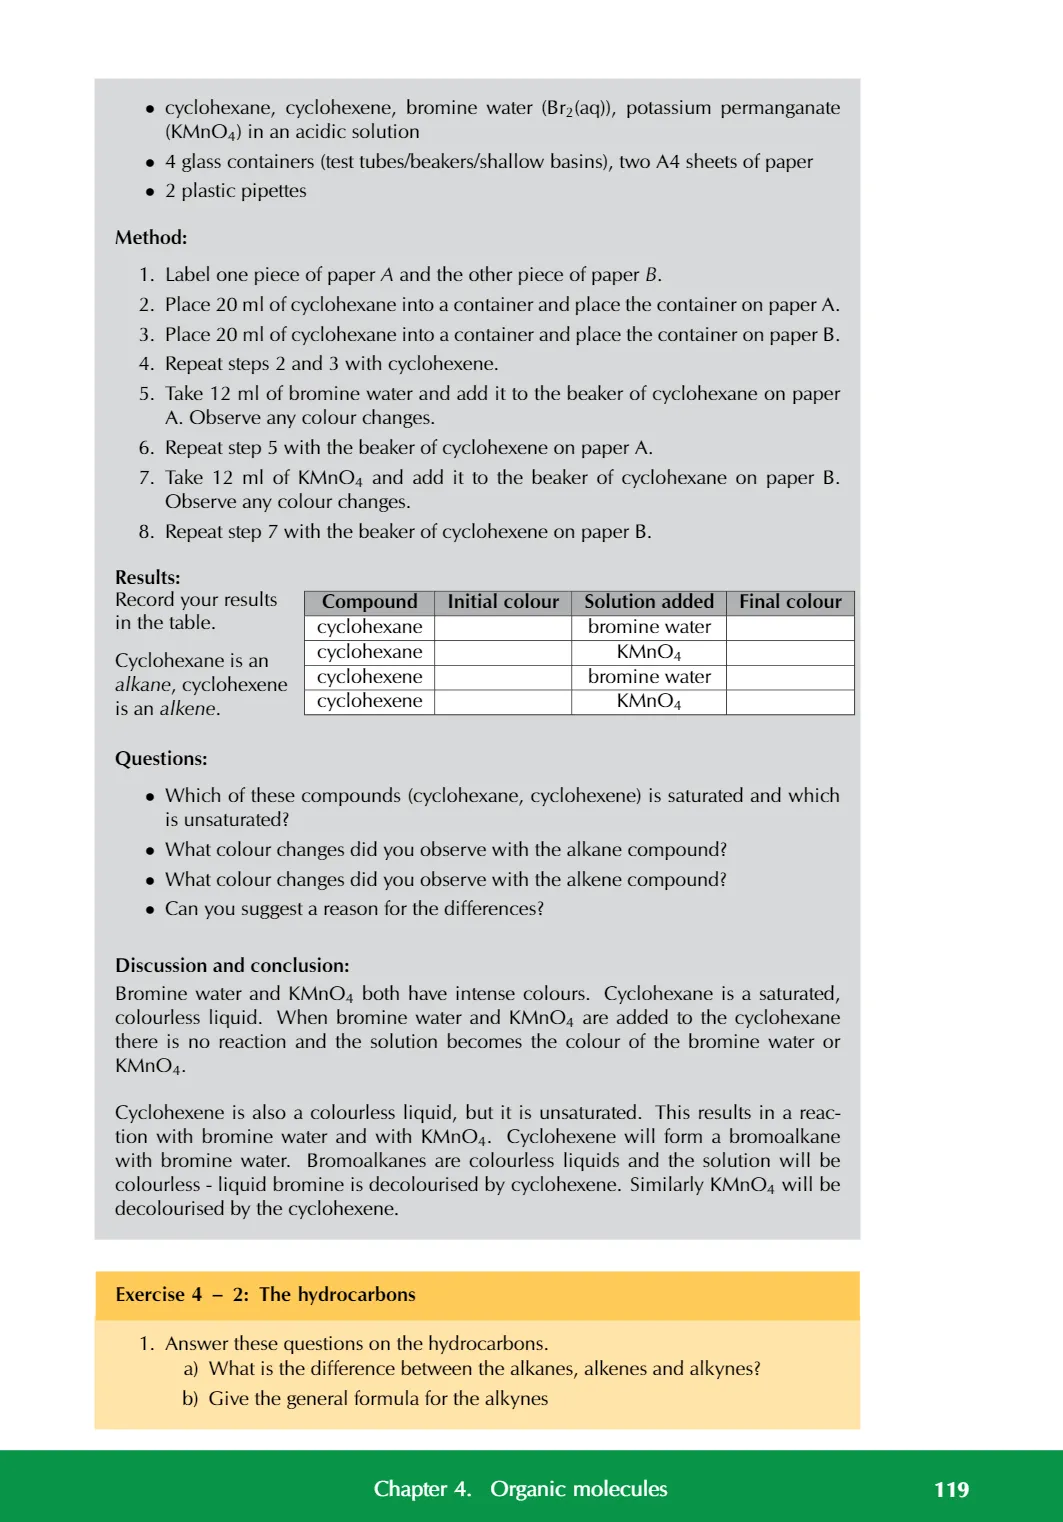 • cyclohexane, cyclohexene, bromine water (Br₂(aq)), potassium permanganate
(KMnO₄) in an acidic solution
• 4 glass containers (test tubes/beakers/shallow basins), two A4 sheets of paper
• 2 plastic pipettes
Method:
1. Label one piece of paper A and the other piece of paper B.
2. Place 20 ml of cyclohexane into a container and place the container on paper A.
3. Place 20 ml of cyclohexane into a container and place the container on paper B.
4. Repeat steps 2 and 3 with cyclohexene.
5. Take 12 ml of bromine water and add it to the beaker of cyclohexane on paper
A. Observe any colour changes.
6. Repeat step 5 with the beaker of cyclohexene on paper A.
7. Take 12 ml of KMnO₄ and add it to the beaker of cyclohexane on paper B.
Observe any colour changes.
8. Repeat step 7 with the beaker of cyclohexene on paper B.
Results:
Record your results
in the table.
Cyclohexane is an
alkane, cyclohexene
is an alkene.
Compound Initial colour Solution added Final colour
cyclohexane bromine water
cyclohexane KMnO₄
cyclohexene bromine water
cyclohexene KMnO₄
Questions:
• Which of these compounds (cyclohexane, cyclohexene) is saturated and which
is unsaturated?
• What colour changes did you observe with the alkane compound?
• What colour changes did you observe with the alkene compound?
• Can you suggest a reason for the differences?
Discussion and conclusion:
Bromine water and KMnO₄ both have intense colours. Cyclohexane is a saturated,
colourless liquid. When bromine water and KMnO₄ are added to the cyclohexane
there is no reaction and the solution becomes the colour of the bromine water or
KMnO₄.
Cyclohexene is also a colourless liquid, but it is unsaturated. This results in a reac-
tion with bromine water and with KMnO₄. Cyclohexene will form a bromoalkane
with bromine water. Bromoalkanes are colourless liquids and the solution will be
colourless - liquid bromine is decolourised by cyclohexene. Similarly KMnO₄ will be
decolourised by the cyclohexene.
Exercise 4 – 2: The hydrocarbons
1. Answer these questions on the hydrocarbons.
a) What is the difference between the alkanes, alkenes and alkynes?
b) Give the general formula for the alkynes
Chapter 4. Organic molecules 119